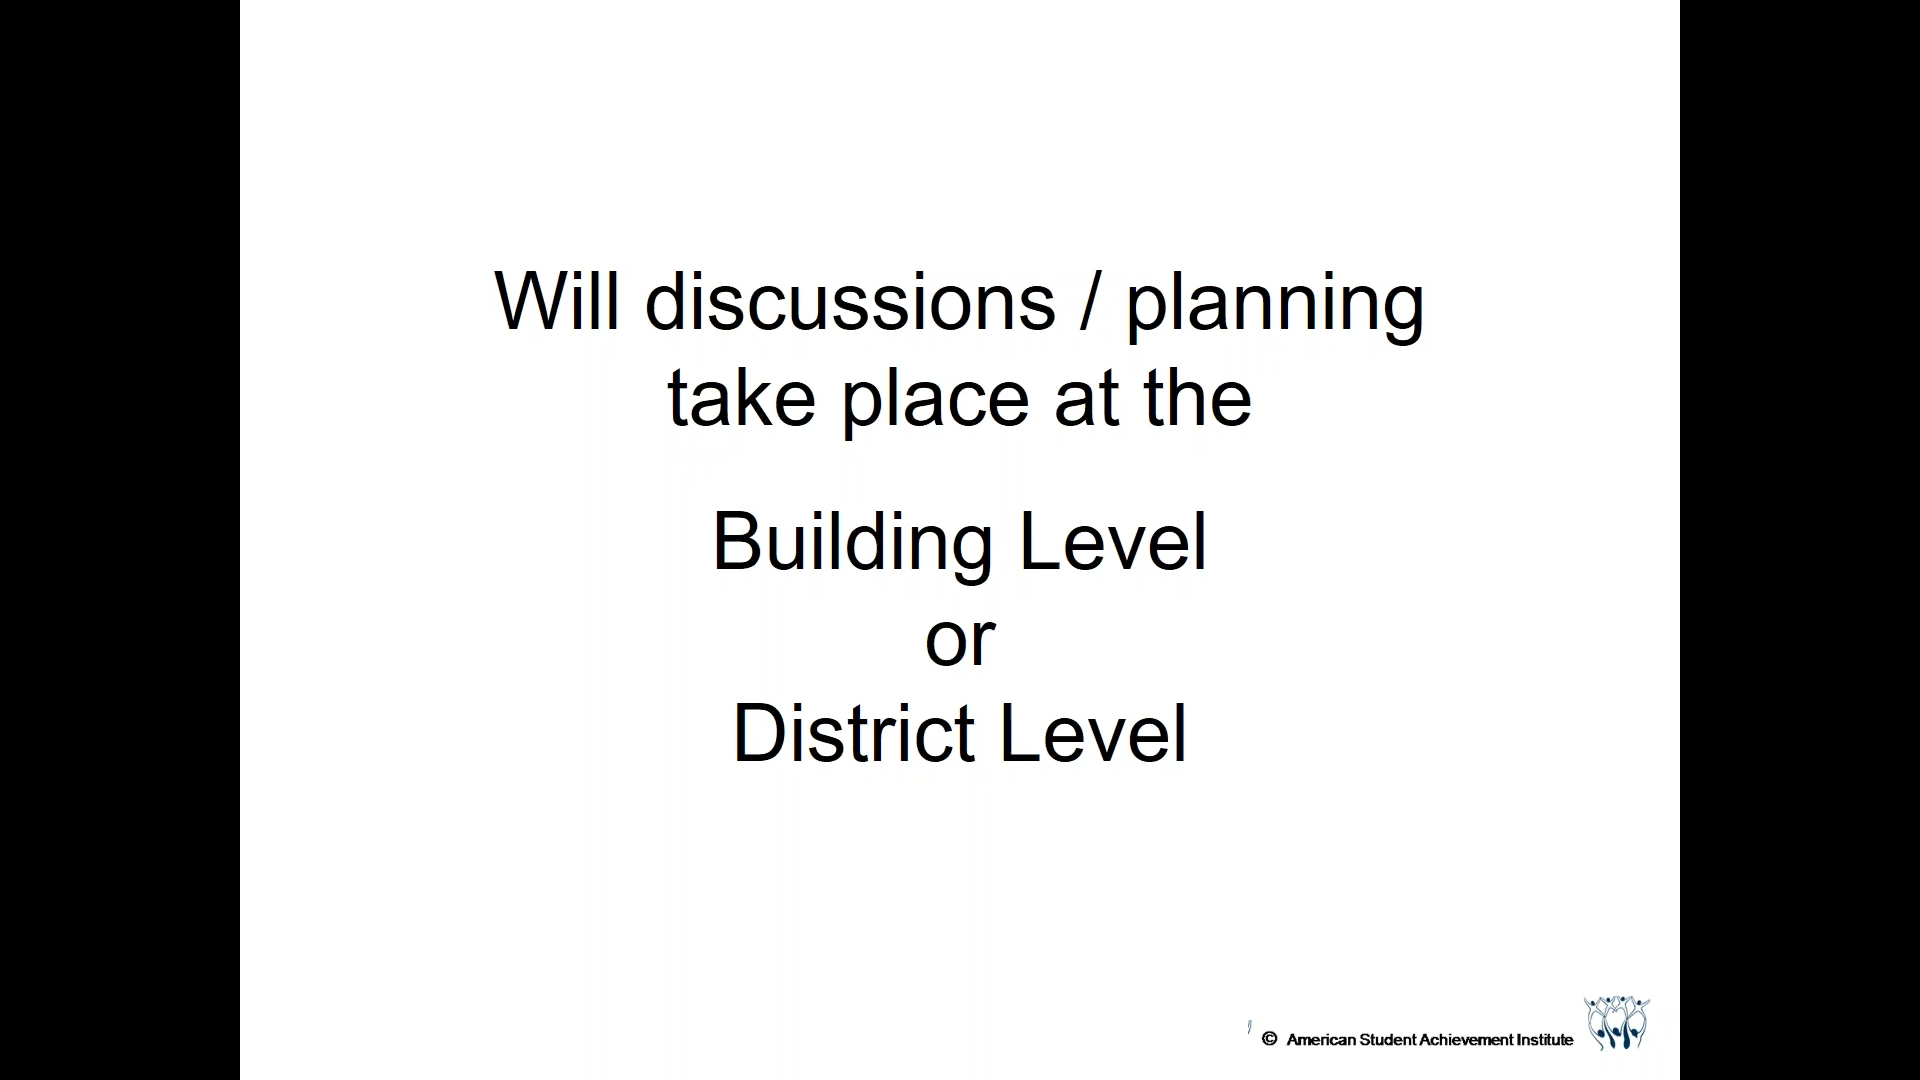 Will discussions / planning
take place at the
Building Level
or
District Level
© American Student Achievement Institute